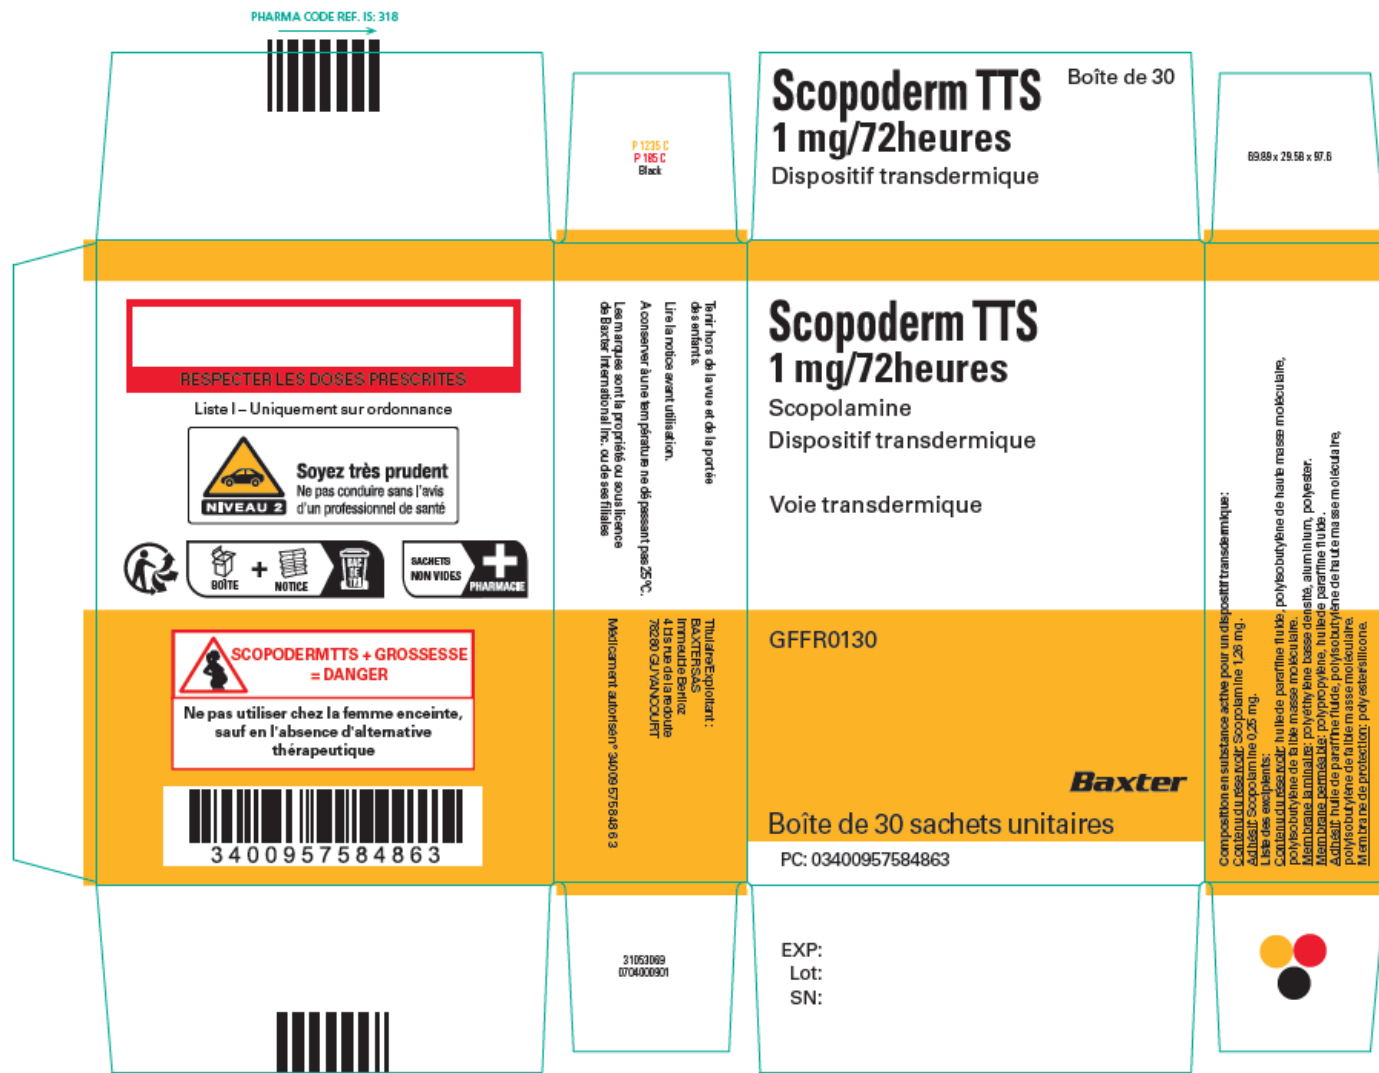 PHARMA CODE REF. IS: 318
P 1235 C
P 185 C
Black
Scopoderm TTS
Boîte de 30
1 mg/72heures
Dispositif transdermique
69.89 x 29.58 x 97.6
RESPECTER LES DOSES PRESCRITES
Liste I – Uniquement sur ordonnance
Soyez très prudent
Ne pas conduire sans l'avis
d'un professionnel de santé
NIVEAU 2
BOÎTE
+
NOTICE
BAC
DE
TRI
SACHETS
NON VIDES
PHARMACIE
SCOPODERMTTS + GROSSESSE
= DANGER
Ne pas utiliser chez la femme enceinte,
sauf en l'absence d'alternative
thérapeutique
3400957584863
Tenir hors de la vue et de la portée
des enfants.
Lire la notice avant utilisation.
A conserver à une température ne dépassant pas 25°C.
Les marques sont la propriété ou sous licence
de Baxter International Inc. ou de ses filiales
Titulaire/Exploitant :
BAXTER SAS
Immeuble Berlioz
4 bis rue de la redoute
78280 GUYANCOURT
Médicament autorisé n° 34009 575 848 6 3
Scopoderm TTS
1 mg/72heures
Scopolamine
Dispositif transdermique
Voie transdermique
GFFR0130
Baxter
Boîte de 30 sachets unitaires
PC: 03400957584863
Composition en substance active pour un dispositif transdermique :
Contenu du réservoir: Scopolamine 1,26 mg.
Adhésif: Scopolamine 0,25 mg.
Liste des excipients:
Contenu du réservoir: huile de paraffine fluide, polyisobutylène de haute masse moléculaire,
polyisobutylène de faible masse moléculaire.
Membrane laminaire: polyéthylène basse densité, aluminium, polyester.
Membrane perméable: polypropylène, huile de paraffine fluide.
Adhésif: huile de paraffine fluide, polyisobutylène de haute masse moléculaire,
polyisobutylène de faible masse moléculaire.
Membrane de protection: polyester/silicone.
31053069
0704000901
EXP:
Lot:
SN: